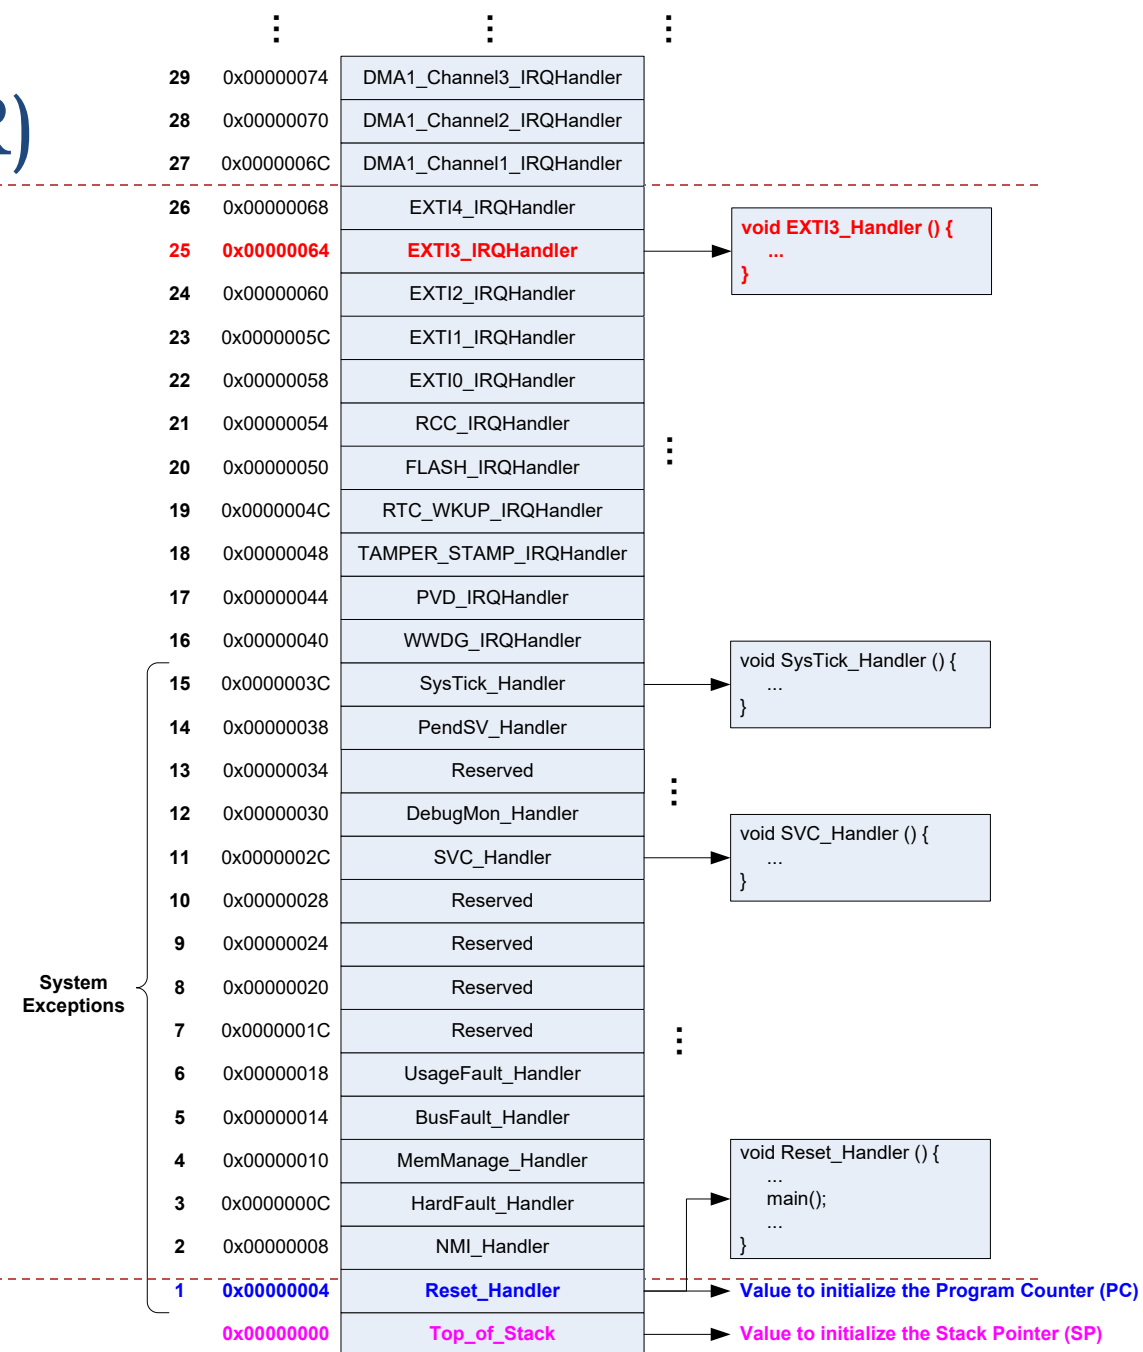 29 0x00000074 DMA1_Channel3_IRQHandler
R)
28 0x00000070 DMA1_Channel2_IRQHandler
27 0x0000006C DMA1_Channel1_IRQHandler
26 0x00000068 EXTI4_IRQHandler
void EXTI3_Handler () {
...
}
25 0x00000064 EXTI3_IRQHandler
24 0x00000060 EXTI2_IRQHandler
23 0x0000005C EXTI1_IRQHandler
22 0x00000058 EXTI0_IRQHandler
21 0x00000054 RCC_IRQHandler
20 0x00000050 FLASH_IRQHandler
19 0x0000004C RTC_WKUP_IRQHandler
18 0x00000048 TAMPER_STAMP_IRQHandler
17 0x00000044 PVD_IRQHandler
16 0x00000040 WWDG_IRQHandler
15 0x0000003C SysTick_Handler
void SysTick_Handler () {
...
}
14 0x00000038 PendSV_Handler
13 0x00000034 Reserved
12 0x00000030 DebugMon_Handler
11 0x0000002C SVC_Handler
void SVC_Handler () {
...
}
10 0x00000028 Reserved
9 0x00000024 Reserved
System
Exceptions
8 0x00000020 Reserved
7 0x0000001C Reserved
6 0x00000018 UsageFault_Handler
5 0x00000014 BusFault_Handler
4 0x00000010 MemManage_Handler
void Reset_Handler () {
...
main();
...
}
3 0x0000000C HardFault_Handler
2 0x00000008 NMI_Handler
1 0x00000004 Reset_Handler Value to initialize the Program Counter (PC)
0x00000000 Top_of_Stack Value to initialize the Stack Pointer (SP)